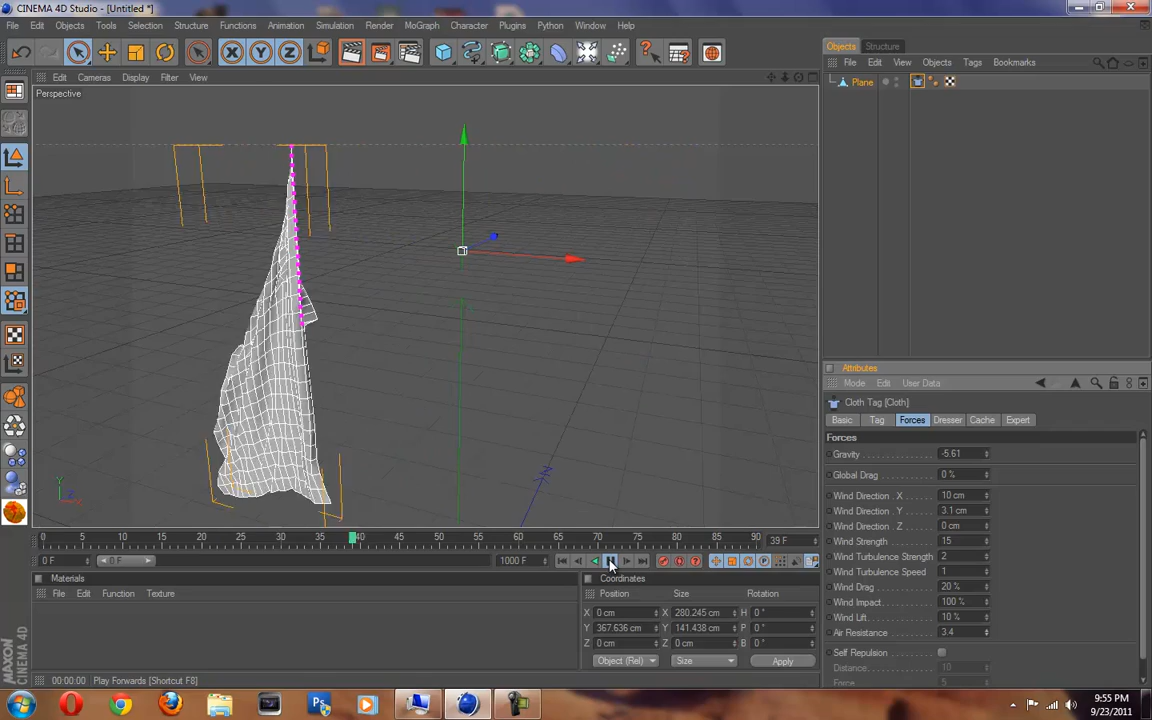 CINEMA 4D Studio - [Untitled *]
File Edit Objects Tools Selection Structure Functions Animation Render Simulation MoGraph Character Plugins Python Window Help
X Y Z
Objects Structure
Edit Cameras Display Filter View
File Edit View Objects Tags Bookmarks
Perspective
Plane
Attributes
Mode Edit User Data
Cloth Tag [Cloth]
Basic Tag Forces Dresser Cache Expert
Forces
Gravity -5.61
Global Drag 0 %
Wind Direction . X 10 cm
Wind Direction . Y 3.1 cm
Wind Direction . Z 0 cm
Wind Strength 15
Wind Turbulence Strength 2
Wind Turbulence Speed 1
Wind Drag 20 %
Wind Impact 100 %
Wind Lift 10 %
Air Resistance 3.4
Self Repulsion
Distance 10
Force 5
Z
Y
Z X
0 5 10 15 20 25 30 35 40 45 50 55 60 65 70 75 80 85 90 39 F
0 F 0 F 1000 F
Materials
File Edit Function Texture
Coordinates
Position Size Rotation
X 0 cm X 280.245 cm H 0 °
Y 367.636 cm Y 141.438 cm P 0 °
Z 0 cm Z 0 cm B 0 °
Object (Rel) Size Apply
MAXON
CINEMA 4D
00:00:00 Play Forwards [Shortcut F8]
9:55 PM
9/23/2011